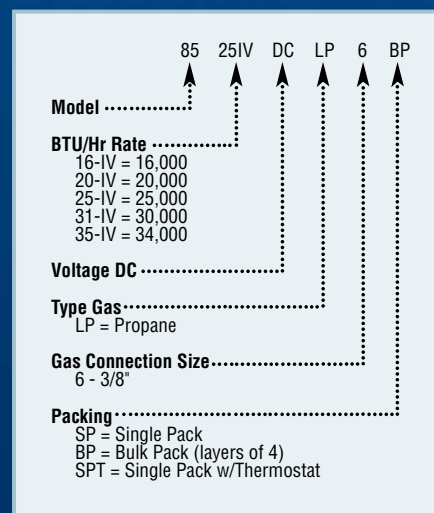 85 25IV DC LP 6 BP
Model
BTU/Hr Rate
16-IV = 16,000
20-IV = 20,000
25-IV = 25,000
31-IV = 30,000
35-IV = 34,000
Voltage DC
Type Gas
LP = Propane
Gas Connection Size
6 - 3/8"
Packing
SP = Single Pack
BP = Bulk Pack (layers of 4)
SPT = Single Pack w/Thermostat